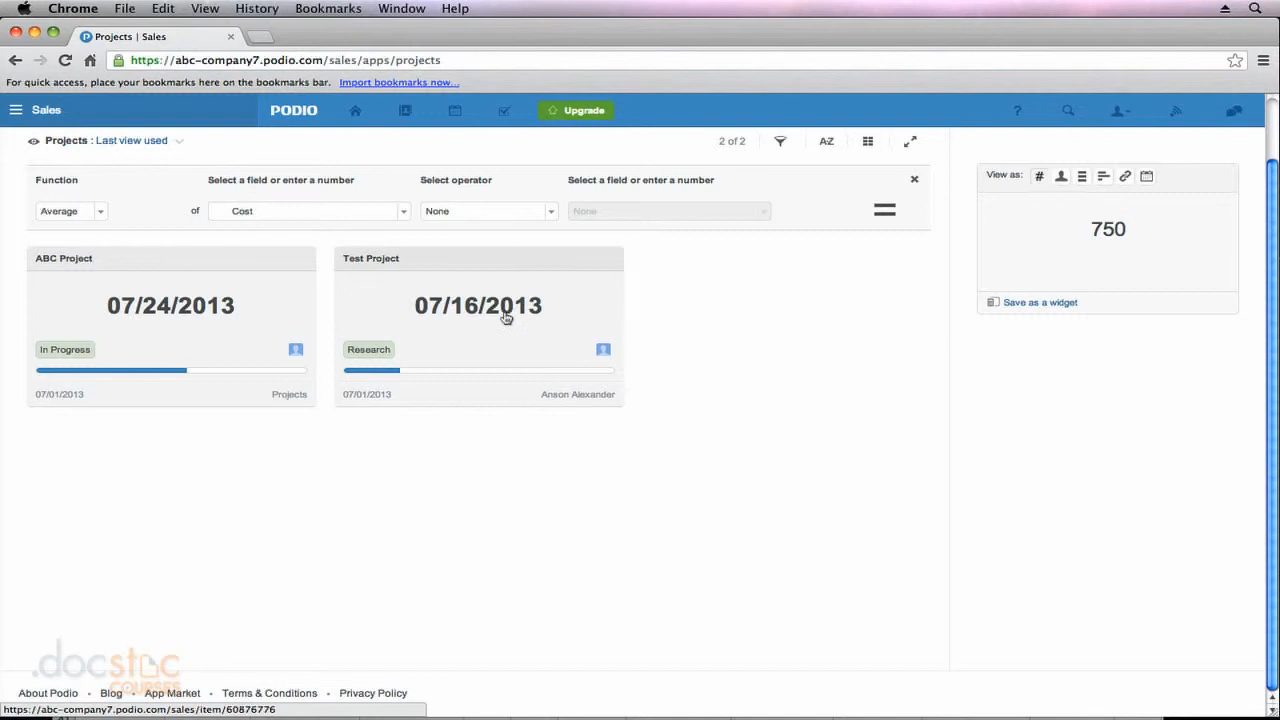 Chrome File Edit View History Bookmarks Window Help
Projects | Sales
https://abc-company7.podio.com/sales/apps/projects
For quick access, place your bookmarks here on the bookmarks bar. Import bookmarks now...
Sales PODIO Upgrade ?
Projects : Last view used 2 of 2 A-Z
Function Select a field or enter a number Select operator Select a field or enter a number
Average of Cost None None =
View as: #
750
Save as a widget
ABC Project
07/24/2013
In Progress
07/01/2013 Projects
Test Project
07/16/2013
Research
07/01/2013 Anson Alexander
.docstoc
COURSES
About Podio • Blog • App Market • Terms & Conditions • Privacy Policy
https://abc-company7.podio.com/sales/item/60876776